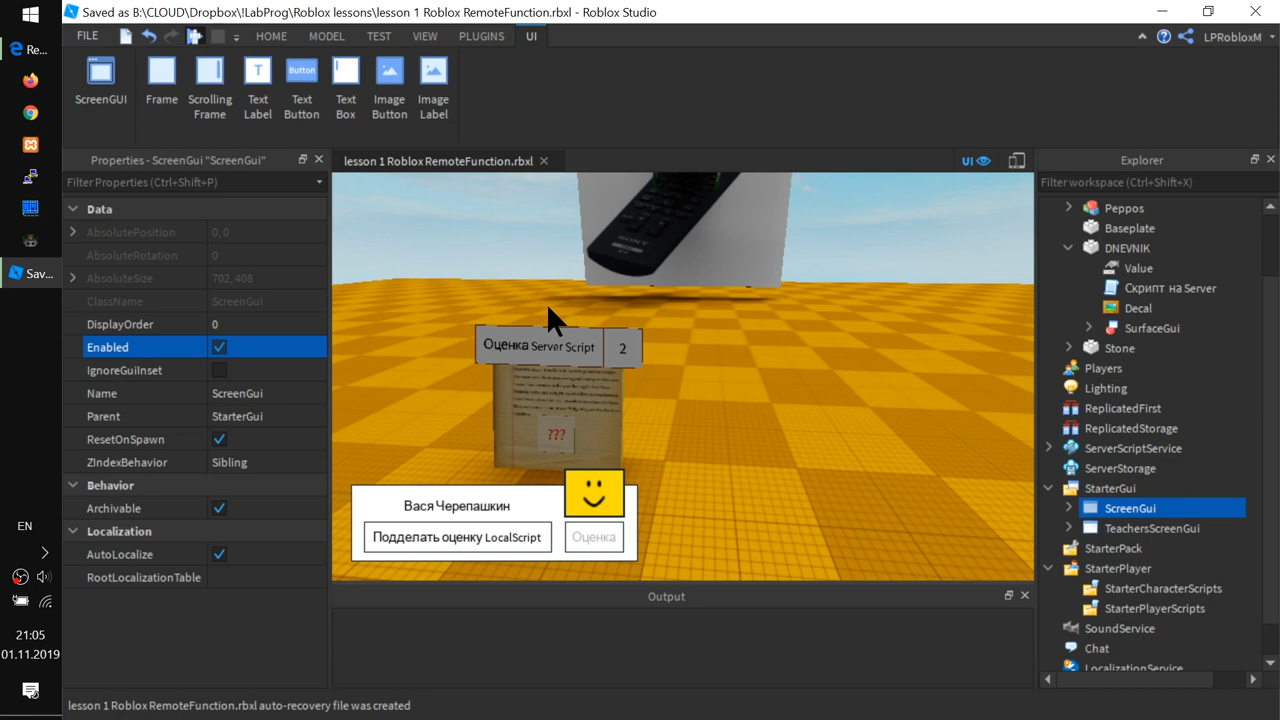 Saved as B:\CLOUD\Dropbox\!LabProg\Roblox lessons\lesson 1 Roblox RemoteFunction.rbxl - Roblox Studio
Re...
Sav...
EN
21:05
01.11.2019
FILE
HOME
MODEL
TEST
VIEW
PLUGINS
UI
LPRobloxM
ScreenGUI
Frame
Scrolling
Frame
Text
Label
Button
Text
Button
Text
Box
Image
Button
Image
Label
Properties - ScreenGui "ScreenGui"
Filter Properties (Ctrl+Shift+P)
Data
AbsolutePosition 0, 0
AbsoluteRotation 0
AbsoluteSize 702, 408
ClassName ScreenGui
DisplayOrder 0
Enabled
IgnoreGuiInset
Name ScreenGui
Parent StarterGui
ResetOnSpawn
ZIndexBehavior Sibling
Behavior
Archivable
Localization
AutoLocalize
RootLocalizationTable
lesson 1 Roblox RemoteFunction.rbxl
UI
SONY
Оценка Server Script 2
???
Вася Черепашкин
Подделать оценку LocalScript
Оценка
Output
Explorer
Filter workspace (Ctrl+Shift+X)
Peppos
Baseplate
DNEVNIK
Value
Скрипт на Server
Decal
SurfaceGui
Stone
Players
Lighting
ReplicatedFirst
ReplicatedStorage
ServerScriptService
ServerStorage
StarterGui
ScreenGui
TeachersScreenGui
StarterPack
StarterPlayer
StarterCharacterScripts
StarterPlayerScripts
SoundService
Chat
LocalizationService
lesson 1 Roblox RemoteFunction.rbxl auto-recovery file was created